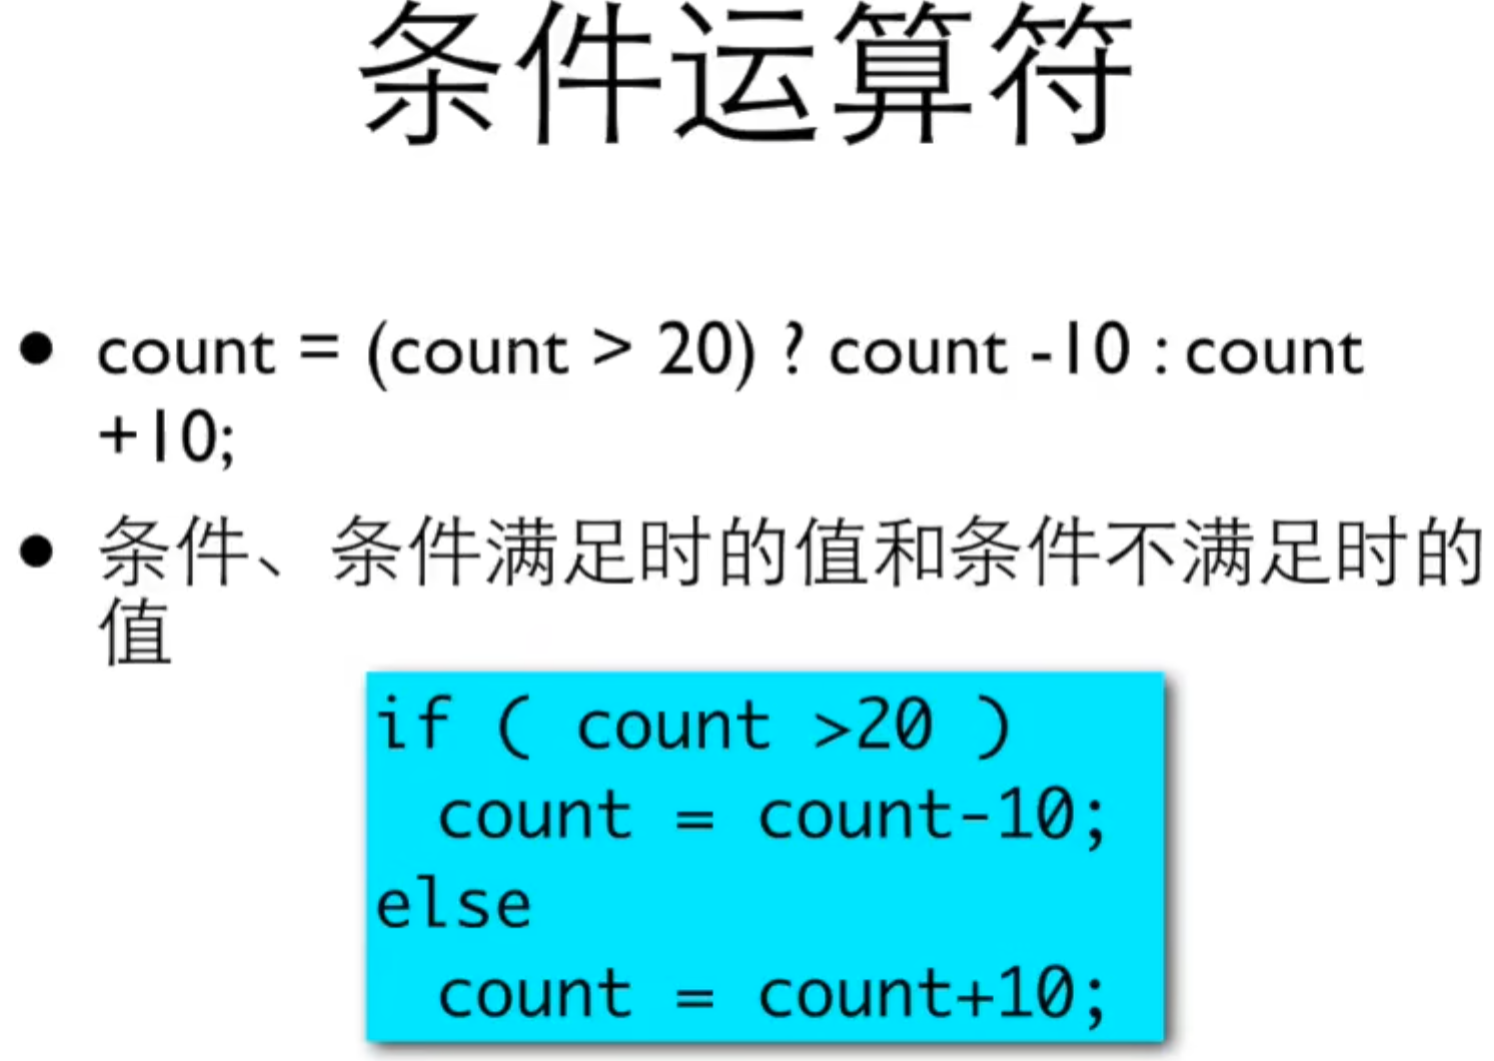 条件运算符
● count = (count > 20) ? count -10 : count
+10;
● 条件、条件满足时的值和条件不满足时的
值
if ( count >20 )
  count = count-10;
else
  count = count+10;